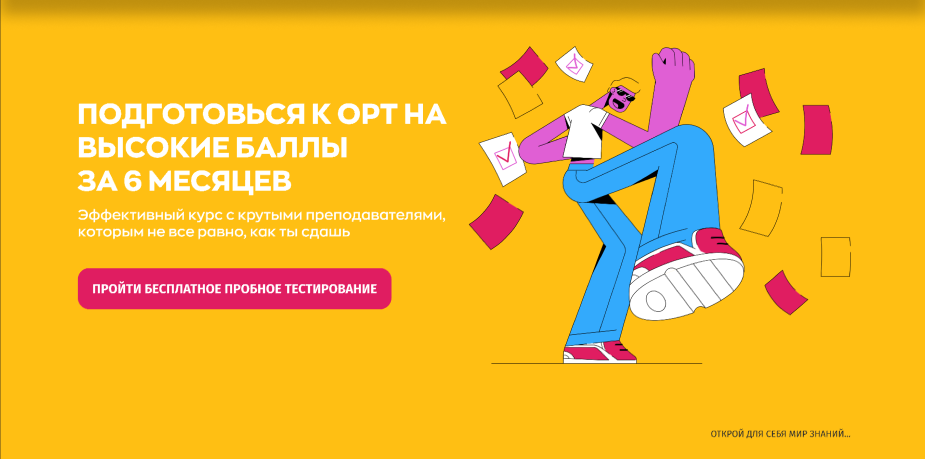 ПОДГОТОВЬСЯ К ОРТ НА
ВЫСОКИЕ БАЛЛЫ
ЗА 6 МЕСЯЦЕВ
Эффективный курс с крутыми преподавателями,
которым не все равно, как ты сдашь
ПРОЙТИ БЕСПЛАТНОЕ ПРОБНОЕ ТЕСТИРОВАНИЕ
ОТКРОЙ ДЛЯ СЕБЯ МИР ЗНАНИЙ...